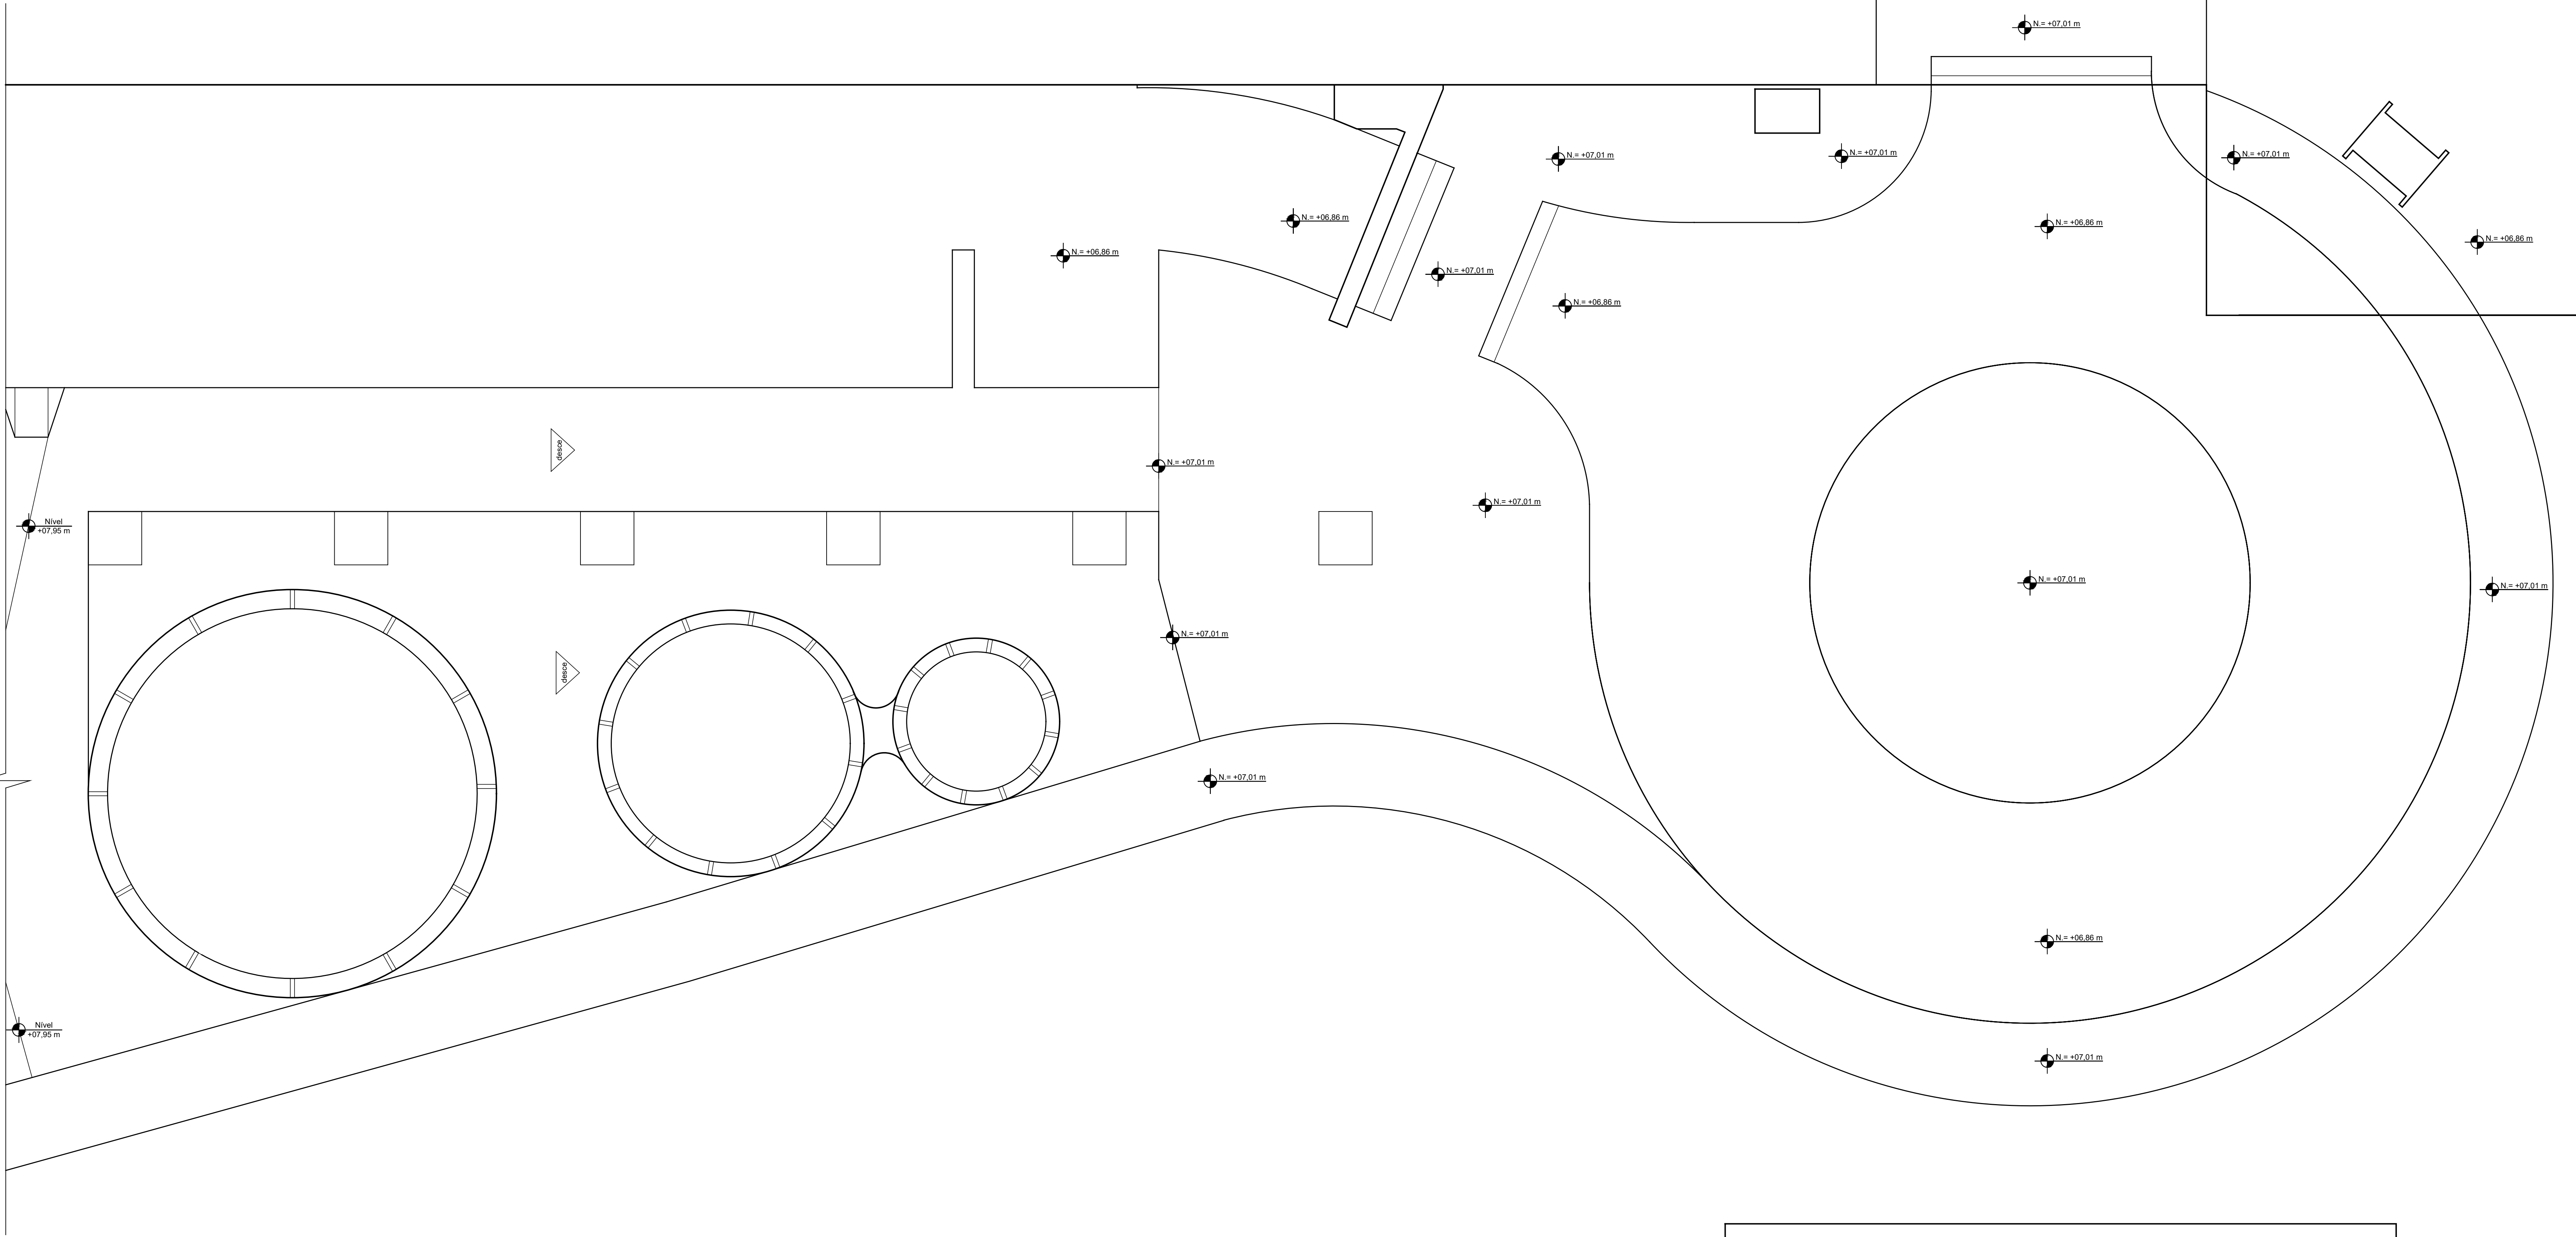 N.= +07,01 m
N.= +07,01 m
N.= +07,01 m
N.= +07,01 m
N.= +06,86 m
N.= +06,86 m
N.= +06,86 m
N.= +06,86 m
N.= +07,01 m
N.= +06,86 m
desce
N.= +07,01 m
N.= +07,01 m
Nível
+07,95 m
N.= +07,01 m
N.= +07,01 m
N.= +07,01 m
desce
N.= +07,01 m
N.= +06,86 m
Nível
+07,95 m
N.= +07,01 m